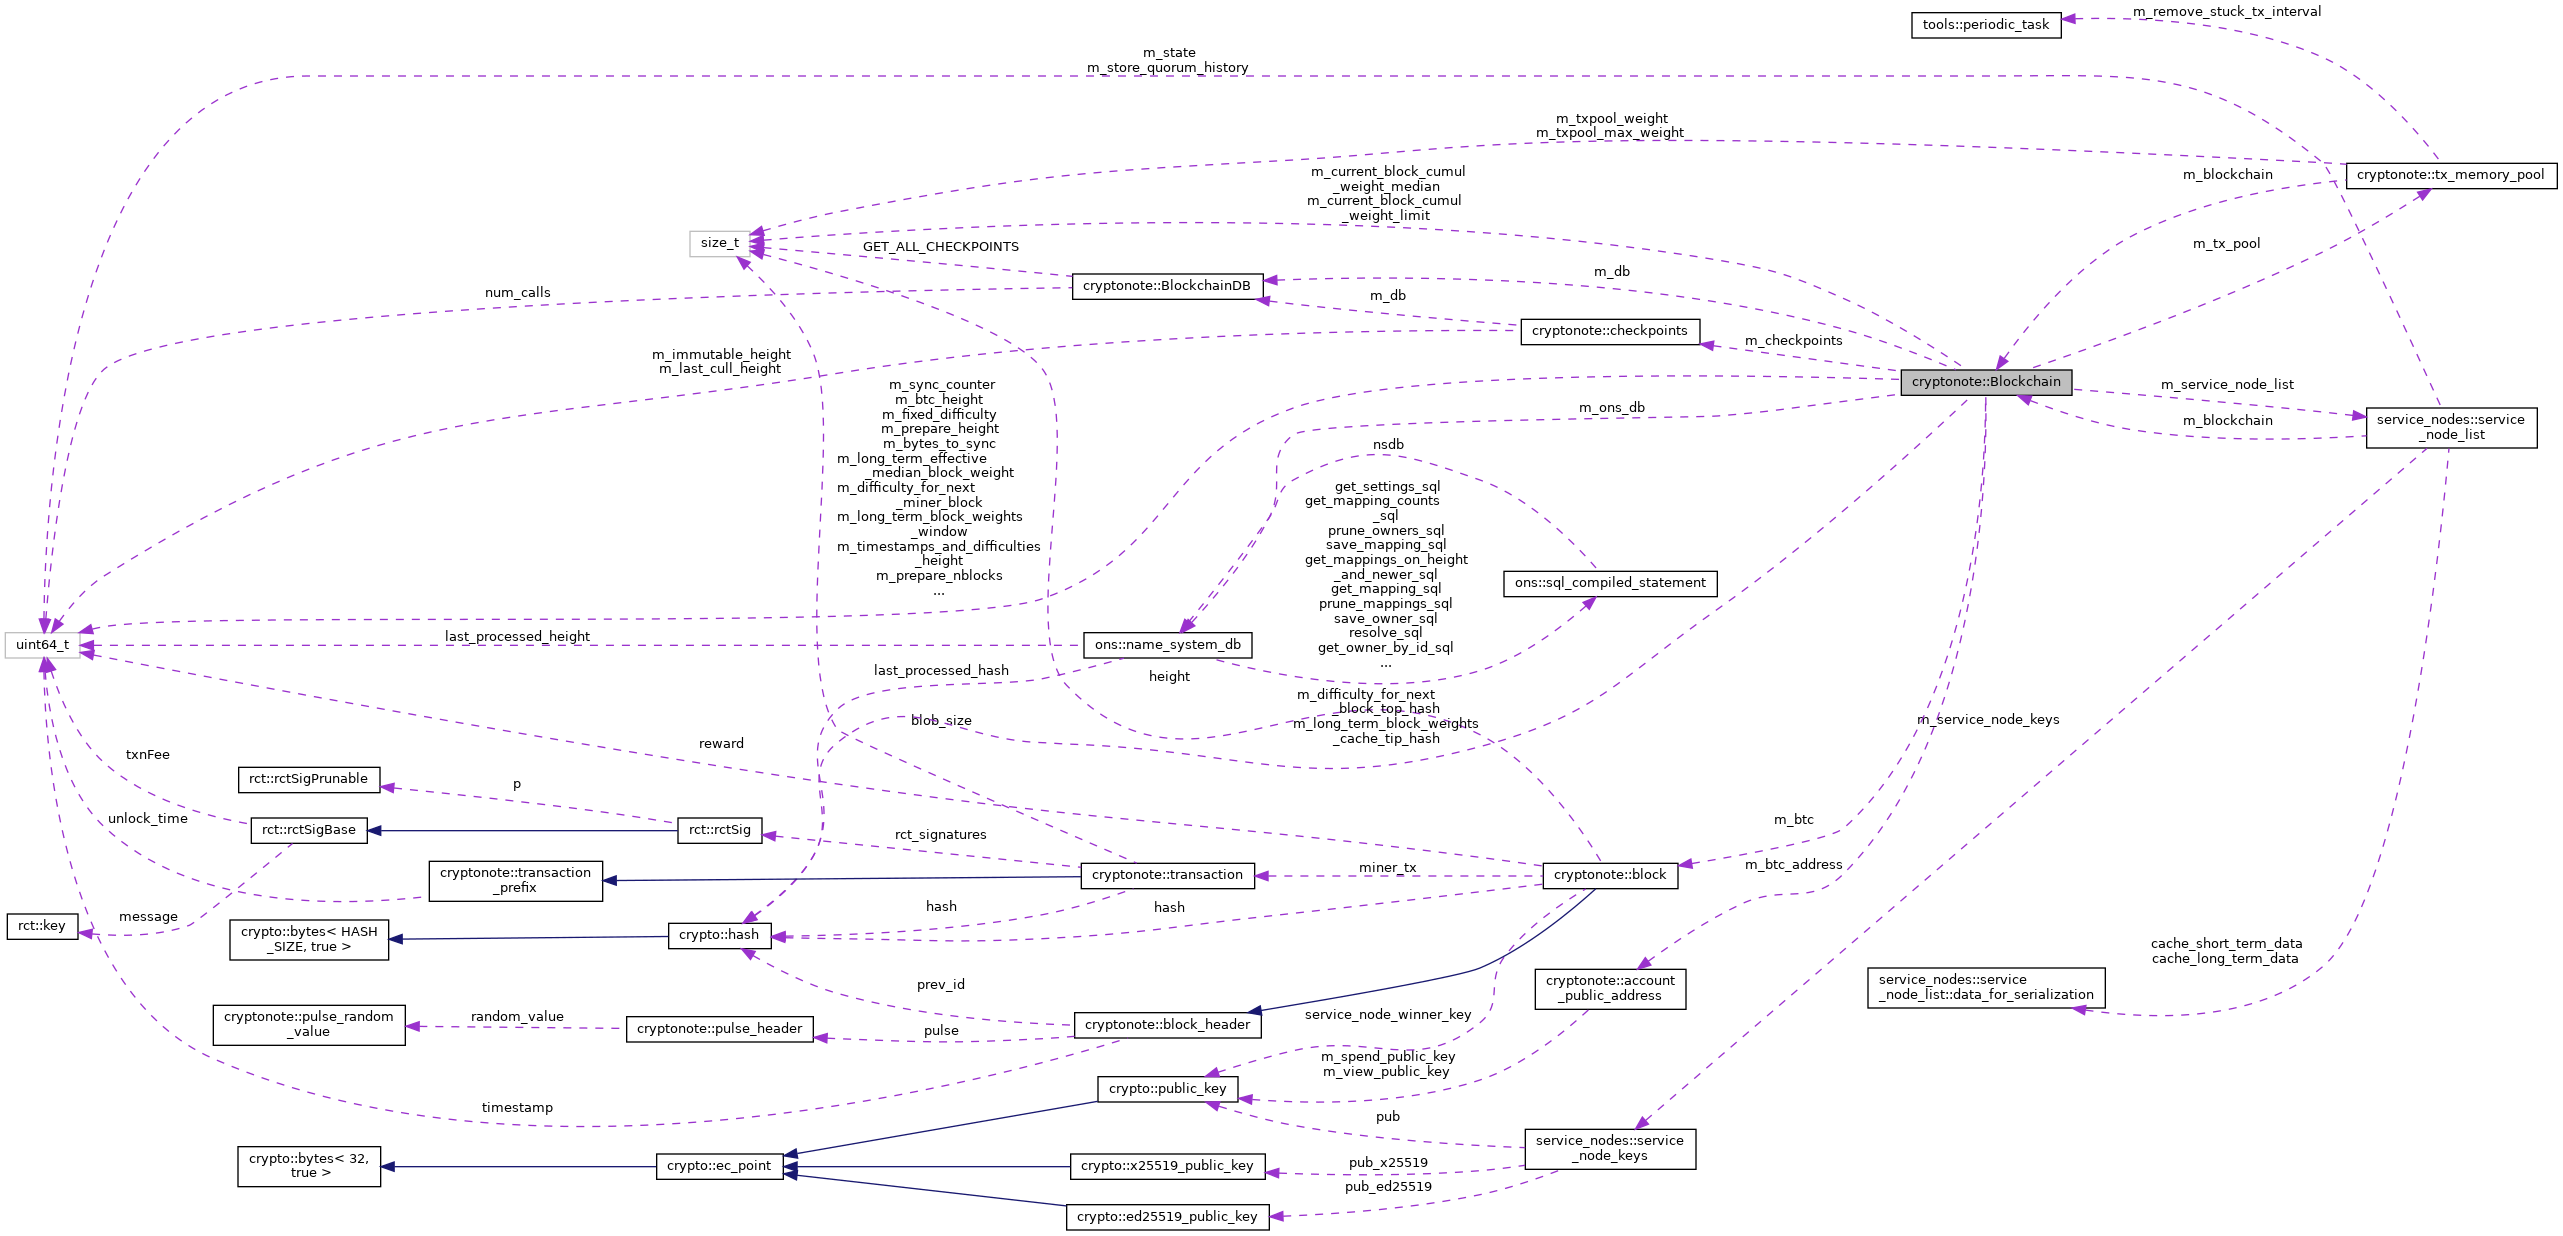 tools::periodic_task
m_remove_stuck_tx_interval
m_state
m_store_quorum_history
m_txpool_weight
m_txpool_max_weight
cryptonote::tx_memory_pool
m_blockchain
m_current_block_cumul
_weight_median
m_current_block_cumul
_weight_limit
size_t
GET_ALL_CHECKPOINTS
m_tx_pool
m_db
cryptonote::BlockchainDB
num_calls
m_db
cryptonote::checkpoints
m_checkpoints
m_immutable_height
m_last_cull_height
cryptonote::Blockchain
m_service_node_list
m_blockchain
service_nodes::service
_node_list
m_sync_counter
m_btc_height
m_fixed_difficulty
m_prepare_height
m_bytes_to_sync
m_long_term_effective
_median_block_weight
m_difficulty_for_next
_miner_block
m_long_term_block_weights
_window
m_timestamps_and_difficulties
_height
m_prepare_nblocks
...
m_ons_db
nsdb
get_settings_sql
get_mapping_counts
_sql
prune_owners_sql
save_mapping_sql
get_mappings_on_height
_and_newer_sql
get_mapping_sql
prune_mappings_sql
save_owner_sql
resolve_sql
get_owner_by_id_sql
...
ons::sql_compiled_statement
uint64_t
last_processed_height
ons::name_system_db
last_processed_hash
height
m_difficulty_for_next
_block_top_hash
m_long_term_block_weights
_cache_tip_hash
blob_size
m_service_node_keys
reward
txnFee
rct::rctSigPrunable
p
unlock_time
rct::rctSigBase
rct::rctSig
rct_signatures
m_btc
cryptonote::transaction
_prefix
cryptonote::transaction
miner_tx
cryptonote::block
m_btc_address
message
rct::key
hash
hash
crypto::bytes< HASH
_SIZE, true >
crypto::hash
cache_short_term_data
cache_long_term_data
prev_id
cryptonote::account
_public_address
service_nodes::service
_node_list::data_for_serialization
cryptonote::pulse_random
_value
random_value
cryptonote::pulse_header
pulse
cryptonote::block_header
service_node_winner_key
m_spend_public_key
m_view_public_key
crypto::public_key
timestamp
pub
service_nodes::service
_node_keys
crypto::bytes< 32,
true >
crypto::ec_point
crypto::x25519_public_key
pub_x25519
pub_ed25519
crypto::ed25519_public_key